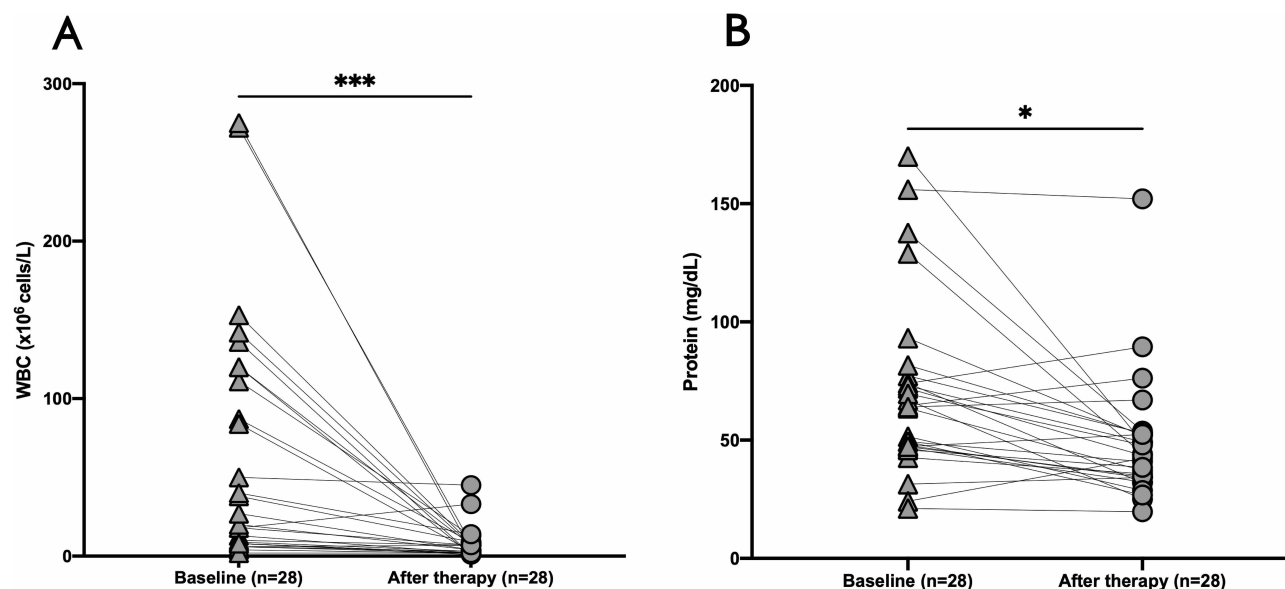 A
WBC (x10⁶ cells/L)
300
200
100
0
***
Baseline (n=28)
After therapy (n=28)
B
Protein (mg/dL)
200
150
100
50
0
*
Baseline (n=28)
After therapy (n=28)